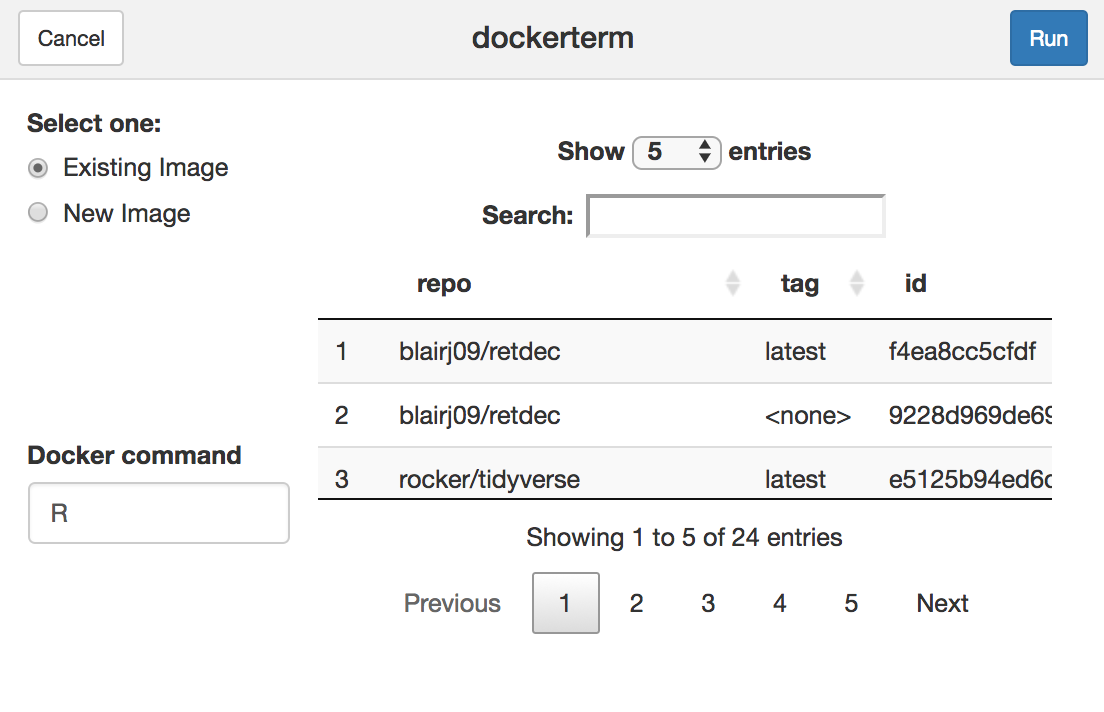 Cancel dockerterm Run
Select one:
Existing Image
New Image
Show 5 entries
Search:
repo tag id
1 blairj09/retdec latest f4ea8cc5cfdf
2 blairj09/retdec <none> 9228d969de69
3 rocker/tidyverse latest e5125b94ed6c
Docker command
R
Showing 1 to 5 of 24 entries
Previous 1 2 3 4 5 Next